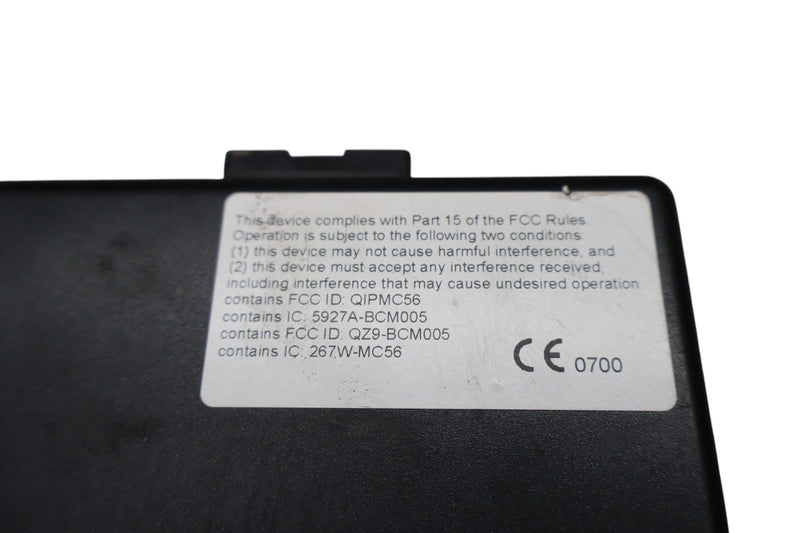 This device complies with Part 15 of the FCC Rules
Operation is subject to the following two conditions:
(1) this device may not cause harmful interference, and
(2) this device must accept any interference received,
including interference that may cause undesired operation.
contains FCC ID: QIPMC56
contains IC: 5927A-BCM005
contains FCC ID: QZ9-BCM005
contains IC: 267W-MC56
CE 0700